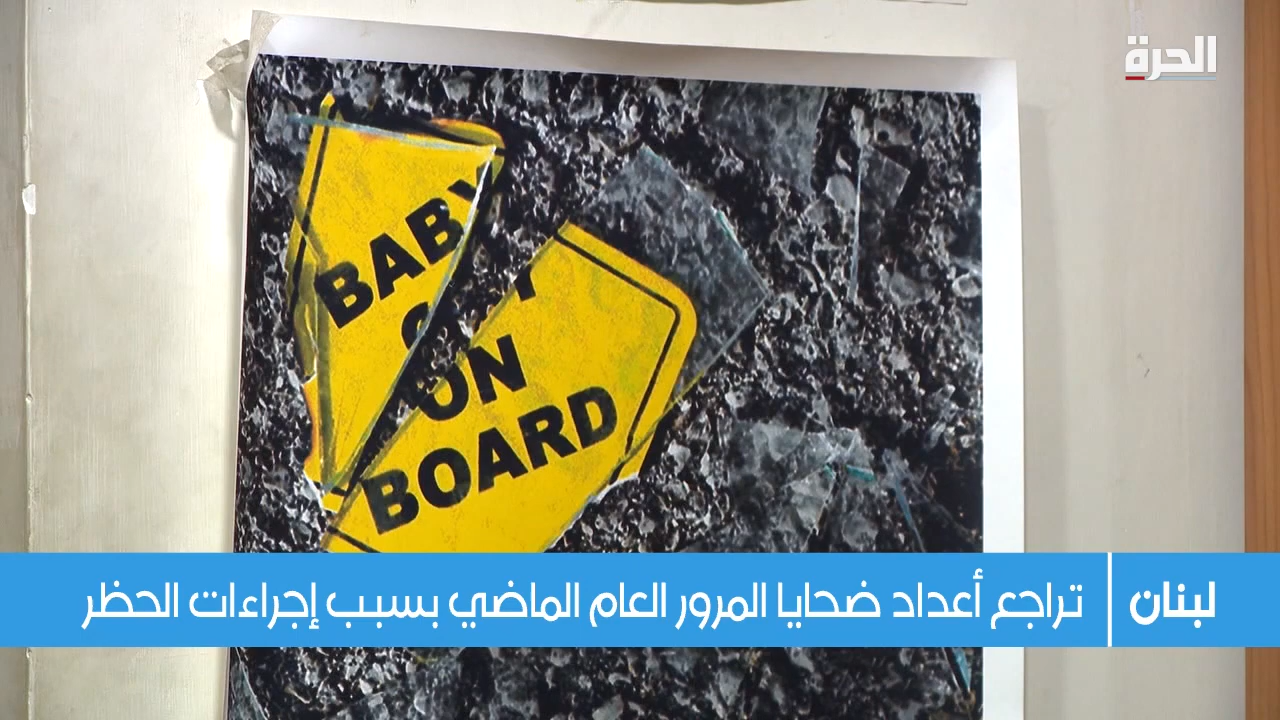 الحرة
BABY
ON
BOARD
لبنان
تراجع أعداد ضحايا المرور العام الماضي بسبب إجراءات الحظر